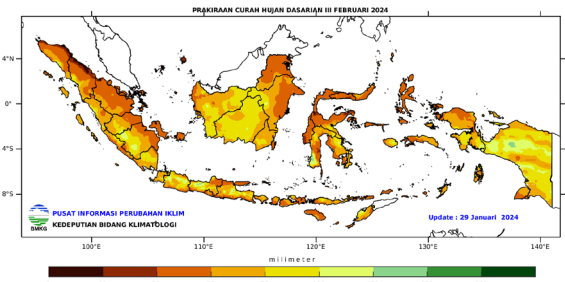 PRAKIRAAN CURAH HUJAN DASARIAN III FEBRUARI 2024
4°N
0°
4°S
8°S
BMKG
PUSAT INFORMASI PERUBAHAN IKLIM
KEDEPUTIAN BIDANG KLIMATOLOGI
Update : 29 Januari 2024
100°E
110°E
120°E
130°E
140°E
milimeter